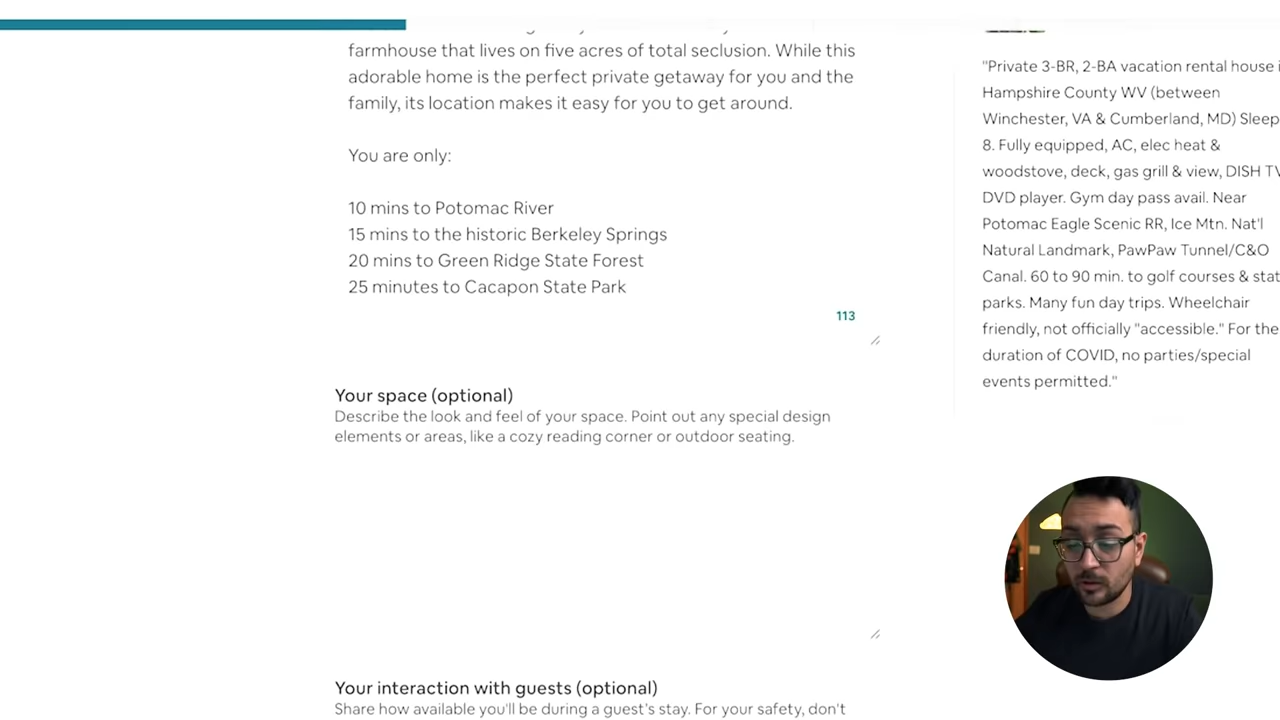 farmhouse that lives on five acres of total seclusion. While this
adorable home is the perfect private getaway for you and the
family, its location makes it easy for you to get around.
You are only:
10 mins to Potomac River
15 mins to the historic Berkeley Springs
20 mins to Green Ridge State Forest
25 minutes to Cacapon State Park
113
Your space (optional)
Describe the look and feel of your space. Point out any special design
elements or areas, like a cozy reading corner or outdoor seating.
Your interaction with guests (optional)
Share how available you'll be during a guest's stay. For your safety, don't
"Private 3-BR, 2-BA vacation rental house
Hampshire County WV (between
Winchester, VA & Cumberland, MD) Sleep
8. Fully equipped, AC, elec heat &
woodstove, deck, gas grill & view, DISH TV
DVD player. Gym day pass avail. Near
Potomac Eagle Scenic RR, Ice Mtn. Nat'l
Natural Landmark, PawPaw Tunnel/C&O
Canal. 60 to 90 min. to golf courses & stat
parks. Many fun day trips. Wheelchair
friendly, not officially "accessible." For the
duration of COVID, no parties/special
events permitted."